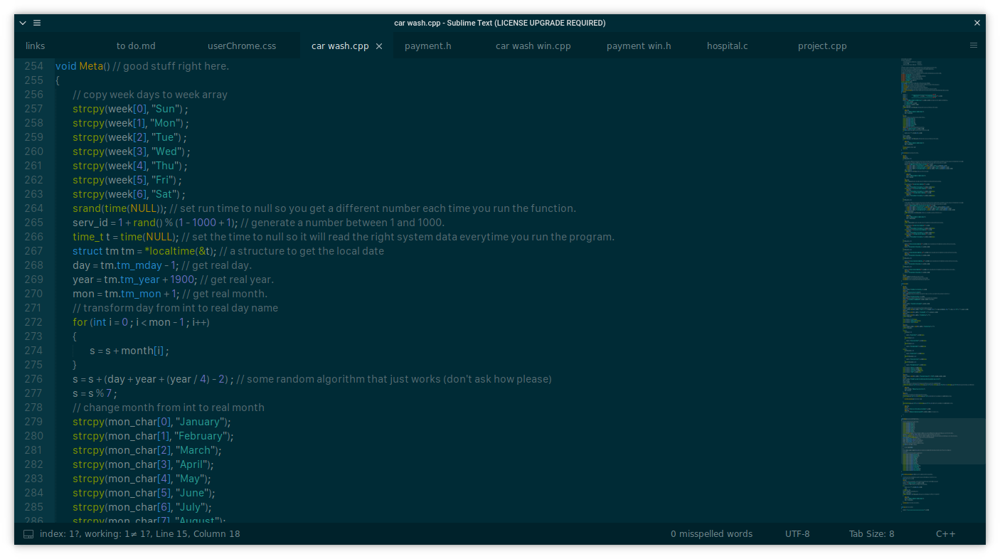 car wash.cpp - Sublime Text (LICENSE UPGRADE REQUIRED)
links to do.md userChrome.css car wash.cpp payment.h car wash win.cpp payment win.h hospital.c project.cpp
254 void Meta() // good stuff right here.
255 {
256 // copy week days to week array
257 strcpy(week[0], "Sun") ;
258 strcpy(week[1], "Mon") ;
259 strcpy(week[2], "Tue") ;
260 strcpy(week[3], "Wed") ;
261 strcpy(week[4], "Thu") ;
262 strcpy(week[5], "Fri") ;
263 strcpy(week[6], "Sat") ;
264 srand(time(NULL)); // set run time to null so you get a different number each time you run the function.
265 serv_id = 1 + rand() % (1 - 1000 + 1); // generate a number between 1 and 1000.
266 time_t t = time(NULL); // set the time to null so it will read the right system data everytime you run the program.
267 struct tm tm = *localtime(&t); // a structure to get the local date
268 day = tm.tm_mday - 1; // get real day.
269 year = tm.tm_year + 1900; // get real year.
270 mon = tm.tm_mon + 1; // get real month.
271 // transform day from int to real day name
272 for (int i = 0 ; i < mon - 1 ; i++)
273 {
274 s = s + month[i] ;
275 }
276 s = s + (day + year + (year / 4) - 2) ; // some random algorithm that just works (don't ask how please)
277 s = s % 7 ;
278 // change month from int to real month
279 strcpy(mon_char[0], "January");
280 strcpy(mon_char[1], "February");
281 strcpy(mon_char[2], "March");
282 strcpy(mon_char[3], "April");
283 strcpy(mon_char[4], "May");
284 strcpy(mon_char[5], "June");
285 strcpy(mon_char[6], "July");
286 strcpy(mon_char[7], "August");
index: 1?, working: 1≠ 1?, Line 15, Column 18 0 misspelled words UTF-8 Tab Size: 8 C++